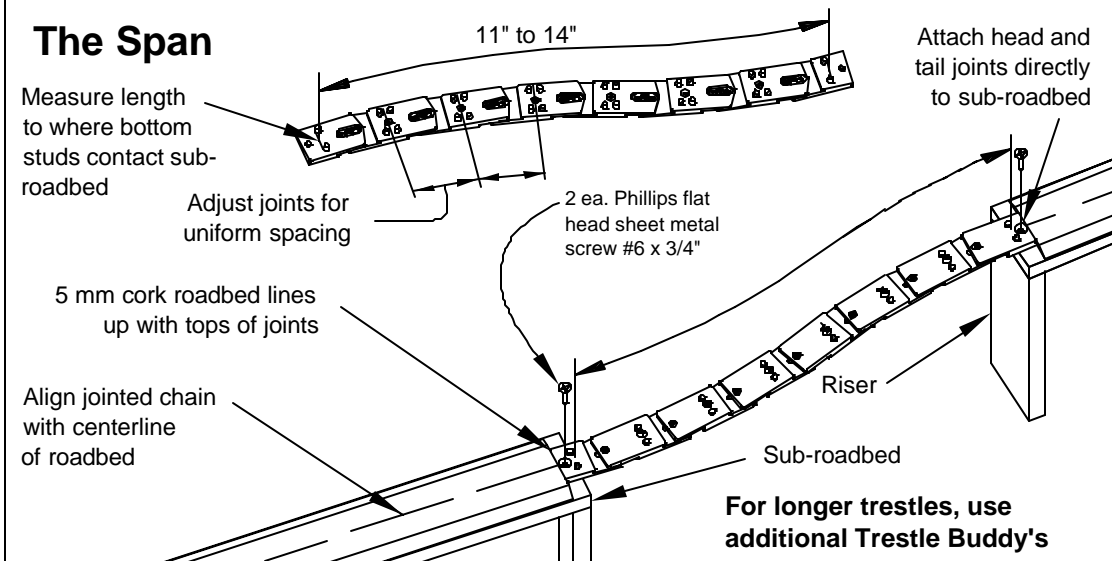 The Span
11" to 14"
Attach head and
tail joints directly
to sub-roadbed
Measure length
to where bottom
studs contact sub-
roadbed
Adjust joints for
uniform spacing
2 ea. Phillips flat
head sheet metal
screw #6 x 3/4"
5 mm cork roadbed lines
up with tops of joints
Riser
Align jointed chain
with centerline
of roadbed
Sub-roadbed
For longer trestles, use
additional Trestle Buddy's